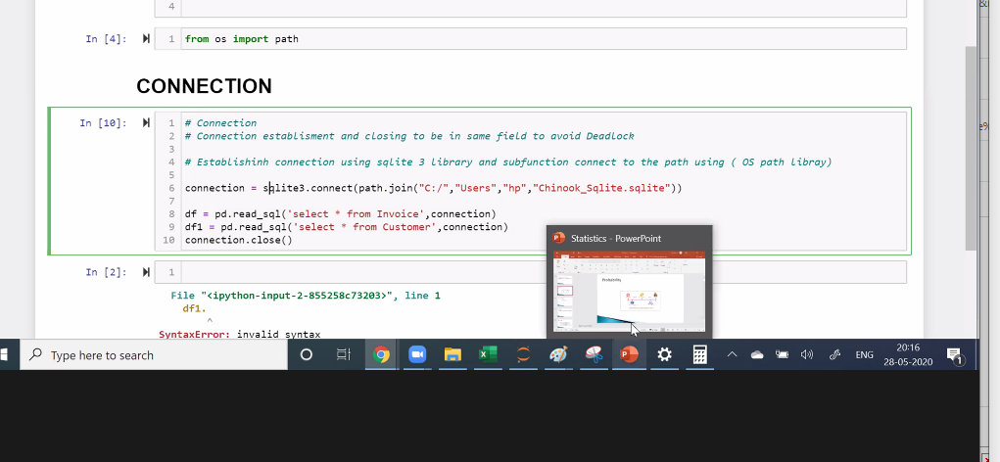 4
In [4]: 1 from os import path
CONNECTION
In [10]: 1 # Connection
2 # Connection establisment and closing to be in same field to avoid Deadlock
3
4 # Establishinh connection using sqlite 3 library and subfunction connect to the path using ( OS path libray)
5
6 connection = sqlite3.connect(path.join("C:/","Users","hp","Chinook_Sqlite.sqlite"))
7
8 df = pd.read_sql('select * from Invoice',connection)
9 df1 = pd.read_sql('select * from Customer',connection)
10 connection.close()
Statistics - PowerPoint
Probability
In [2]: 1
File "<ipython-input-2-855258c73203>", line 1
df1.
^
SyntaxError: invalid syntax
Type here to search
ENG
20:16
28-05-2020
1